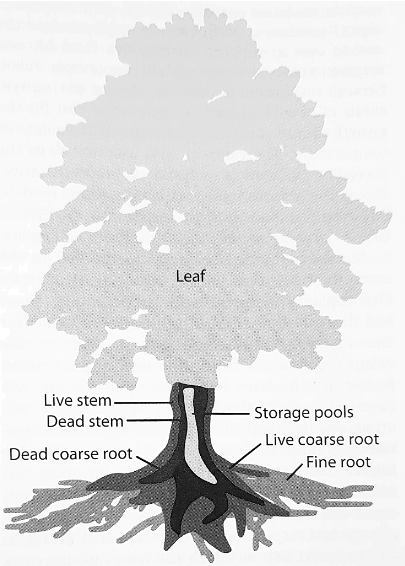 Leaf
Live stem
Dead stem
Storage pools
Live coarse root
Dead coarse root
Fine root